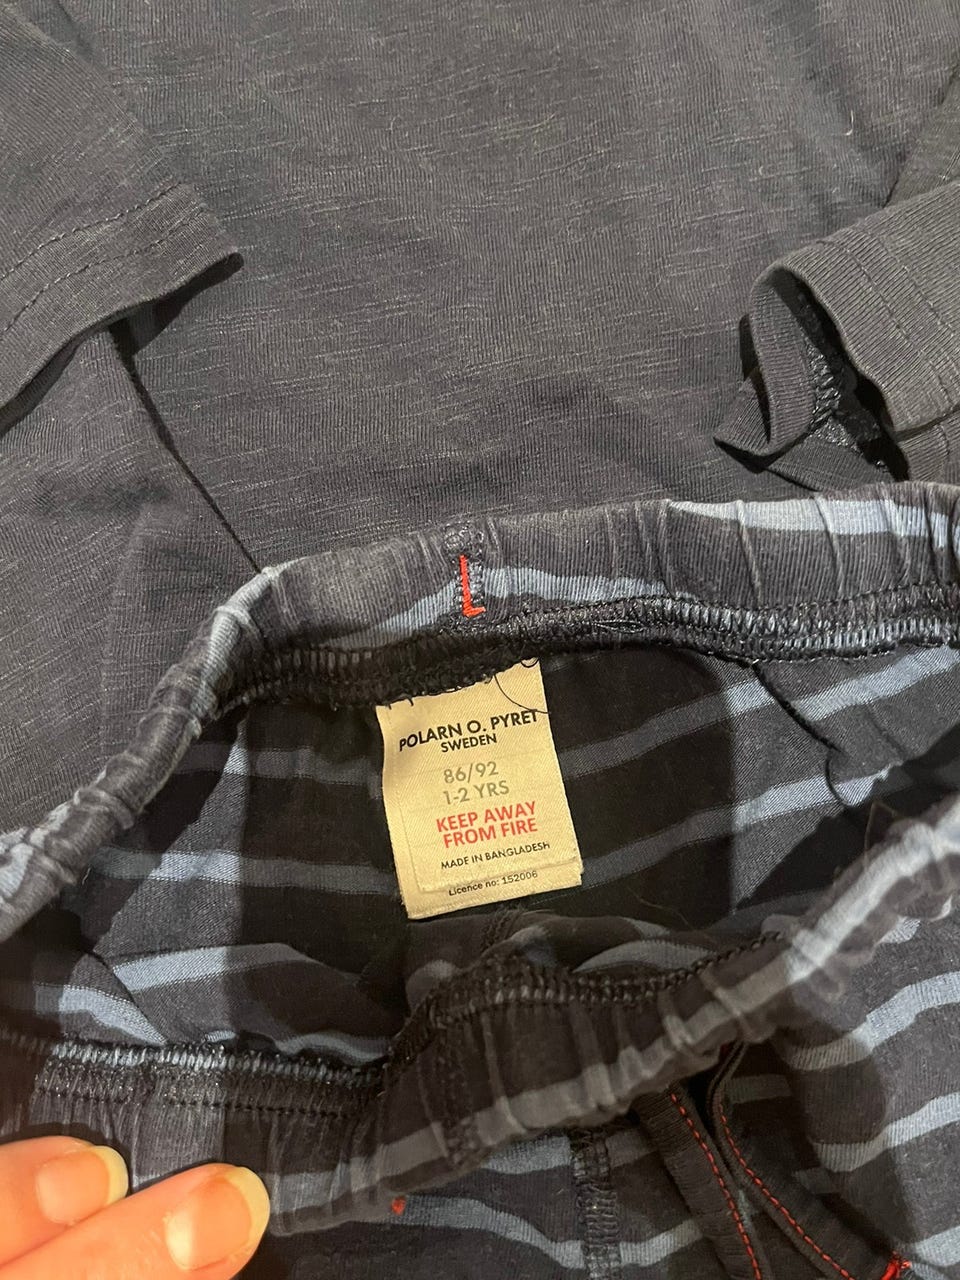 POLARN O. PYRET
SWEDEN
86/92
1-2 YRS
KEEP AWAY
FROM FIRE
MADE IN BANGLADESH
Licence no: 152006